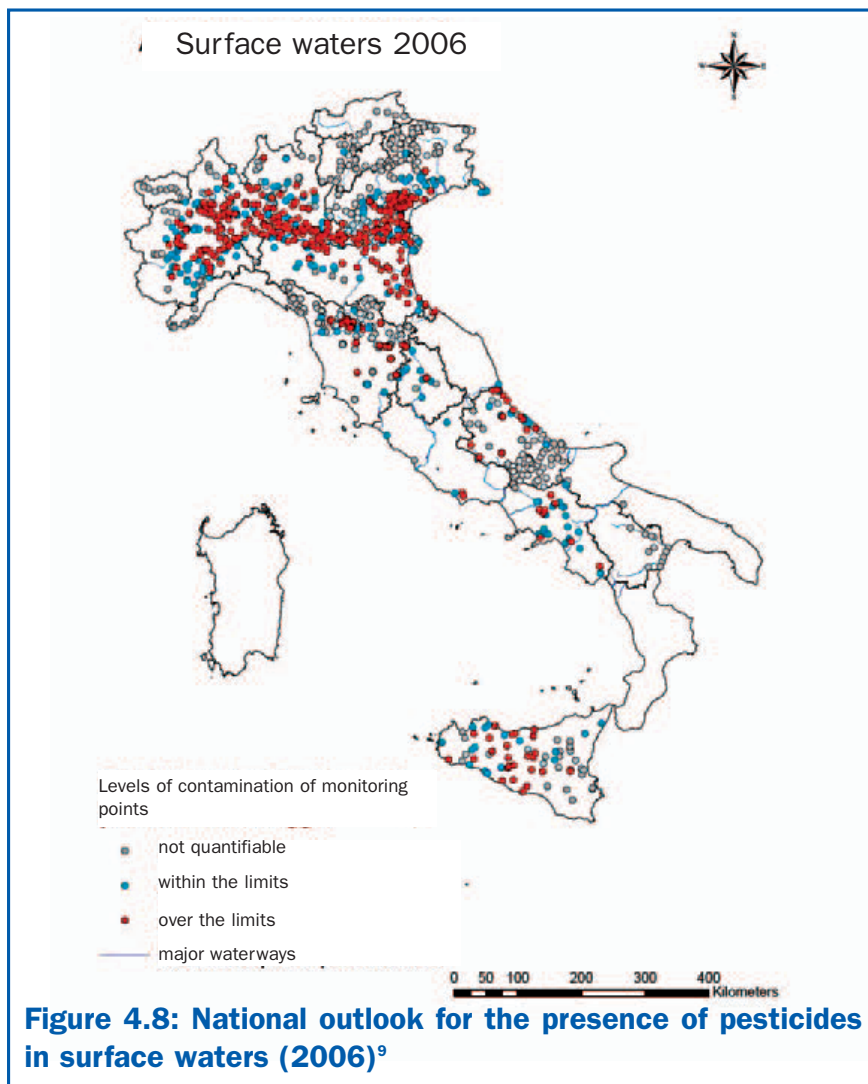 Surface waters 2006
N
W
E
S
Levels of contamination of monitoring
points
not quantifiable
within the limits
over the limits
major waterways
0 50 100 200 300 400
Kilometers
Figure 4.8: National outlook for the presence of pesticides
in surface waters (2006)⁹